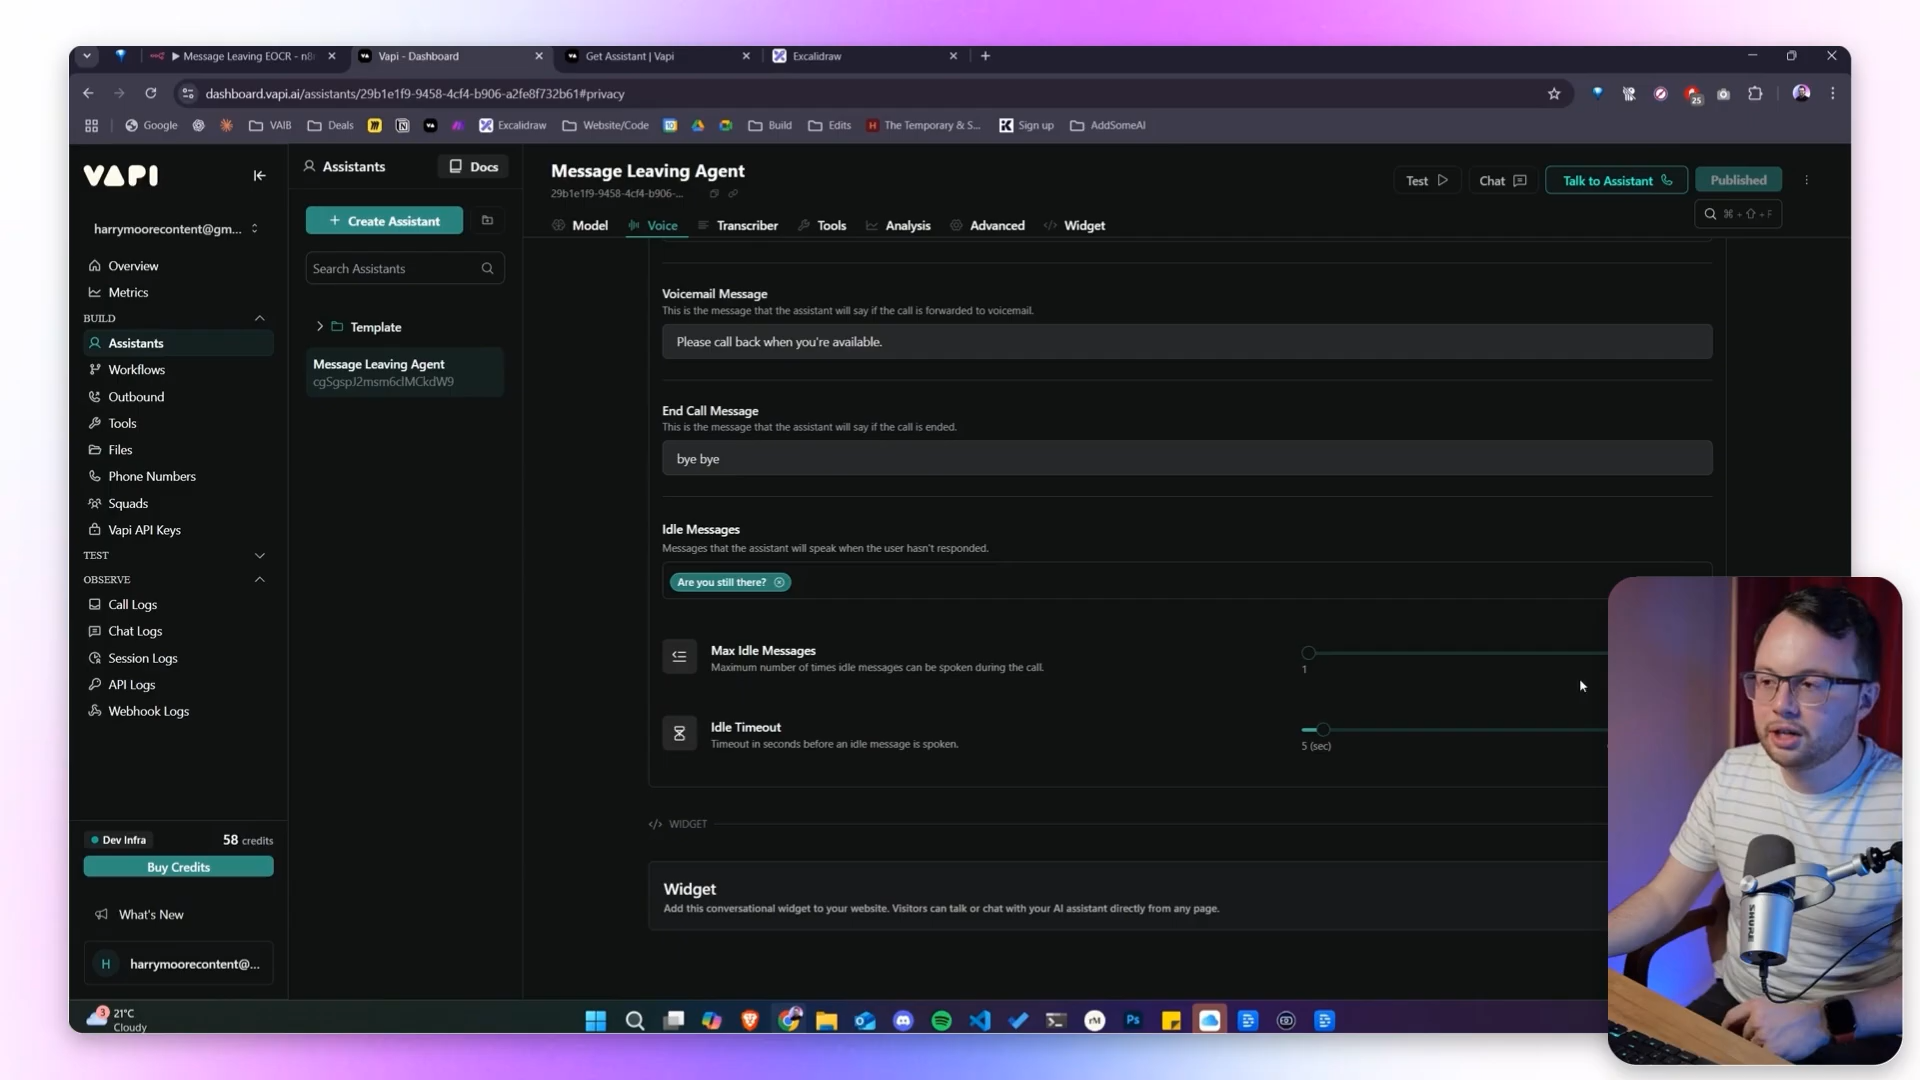 Message Leaving EOCR - n8
Vapi - Dashboard
Get Assistant | Vapi
Excalidraw
dashboard.vapi.ai/assistants/29b1e1f9-9458-4cf4-b906-a2fe8f732b61#privacy
25
Google
VAIB
Deals
Excalidraw
Website/Code
Build
Edits
The Temporary & S...
Sign up
AddSomeAI
VAPI
harrymoorecontent@gm...
Overview
Metrics
BUILD
Assistants
Workflows
Outbound
Tools
Files
Phone Numbers
Squads
Vapi API Keys
TEST
OBSERVE
Call Logs
Chat Logs
Session Logs
API Logs
Webhook Logs
Dev Infra
58 credits
Buy Credits
What's New
H
harrymoorecontent@...
Assistants
Docs
+ Create Assistant
Search Assistants
Template
Message Leaving Agent
cgSgspJ2msm6clMCkdW9
Message Leaving Agent
29b1e1f9-9458-4cf4-b906-...
Test
Chat
Talk to Assistant
Published
⌘ + ⇧ + F
Model
Voice
Transcriber
Tools
Analysis
Advanced
Widget
Voicemail Message
This is the message that the assistant will say if the call is forwarded to voicemail.
Please call back when you're available.
End Call Message
This is the message that the assistant will say if the call is ended.
bye bye
Idle Messages
Messages that the assistant will speak when the user hasn't responded.
Are you still there?
Max Idle Messages
Maximum number of times idle messages can be spoken during the call.
1
Idle Timeout
Timeout in seconds before an idle message is spoken.
5 (sec)
WIDGET
Widget
Add this conversational widget to your website. Visitors can talk or chat with your AI assistant directly from any page.
3
21°C
Cloudy
rM
Ps
SHURE